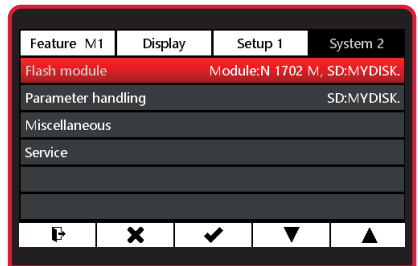 Feature M1 Display Setup 1 System 2
Flash module Module:N 1702 M, SD:MYDISK.
Parameter handling SD:MYDISK.
Miscellaneous
Service